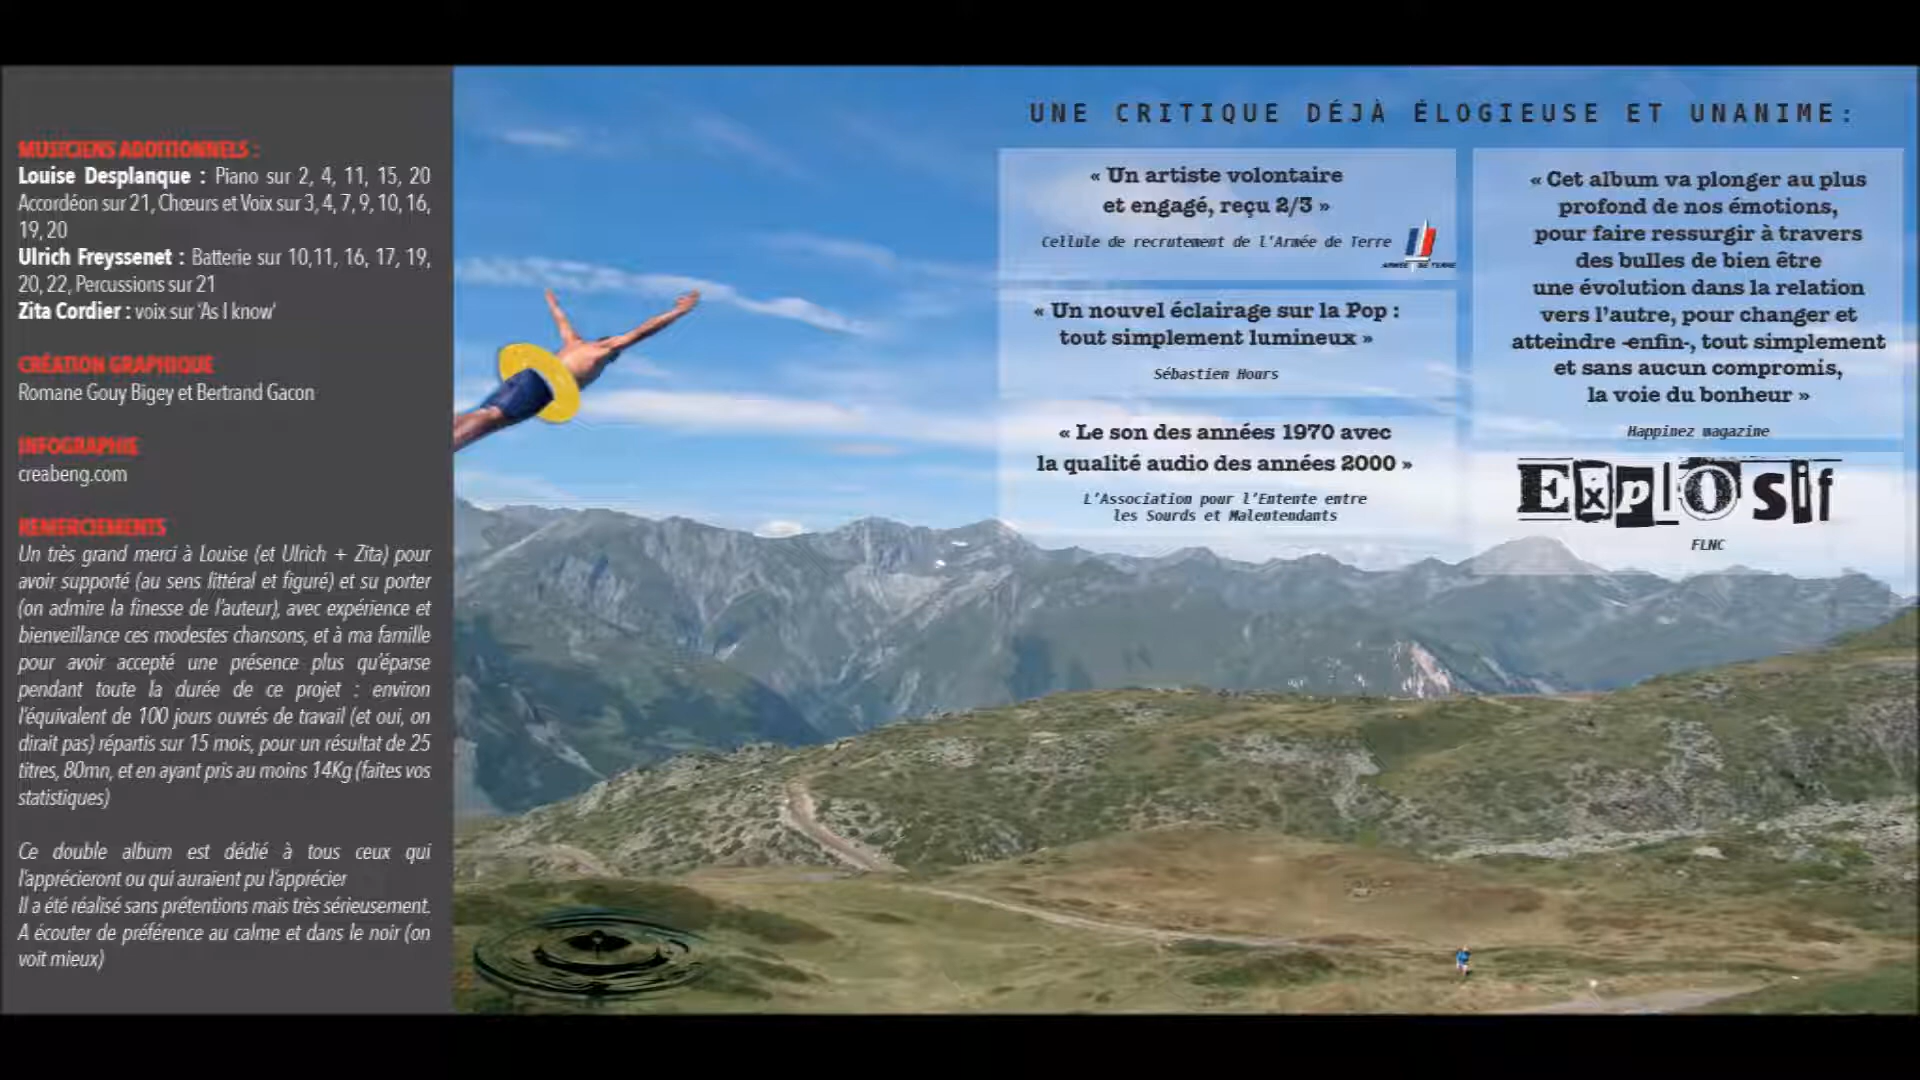 MUSICIENS ADDITIONNELS :
Louise Desplanque : Piano sur 2, 4, 11, 15, 20
Accordéon sur 21, Chœurs et Voix sur 3, 4, 7, 9, 10, 16,
19, 20
Ulrich Freyssenet : Batterie sur 10,11, 16, 17, 19,
20, 22, Percussions sur 21
Zita Cordier : voix sur ‘As I know’
CRÉATION GRAPHIQUE
Romane Gouy Bigey et Bertrand Gacon
INFOGRAPHIE
creabeng.com
REMERCIEMENTS
Un très grand merci à Louise (et Ulrich + Zita) pour
avoir supporté (au sens littéral et figuré) et su porter
(on admire la finesse de l’auteur), avec expérience et
bienveillance ces modestes chansons, et à ma famille
pour avoir accepté une présence plus qu’éparse
pendant toute la durée de ce projet : environ
l’équivalent de 100 jours ouvrés de travail (et oui, on
dirait pas) répartis sur 15 mois, pour un résultat de 25
titres, 80mn, et en ayant pris au moins 14Kg (faites vos
statistiques)
Ce double album est dédié à tous ceux qui
l’apprécieront ou qui auraient pu l’apprécier
Il a été réalisé sans prétentions mais très sérieusement.
A écouter de préférence au calme et dans le noir (on
voit mieux)
UNE CRITIQUE DÉJÀ ÉLOGIEUSE ET UNANIME:
« Un artiste volontaire
et engagé, reçu 2/3 »
Cellule de recrutement de l’Armée de Terre
ARMÉE DE TERRE
« Un nouvel éclairage sur la Pop :
tout simplement lumineux »
Sébastien Hours
« Le son des années 1970 avec
la qualité audio des années 2000 »
L’Association pour l’Entente entre
les Sourds et Malentendants
« Cet album va plonger au plus
profond de nos émotions,
pour faire ressurgir à travers
des bulles de bien être
une évolution dans la relation
vers l’autre, pour changer et
atteindre -enfin-, tout simplement
et sans aucun compromis,
la voie du bonheur »
Happinez magazine
Explosif
FLNC